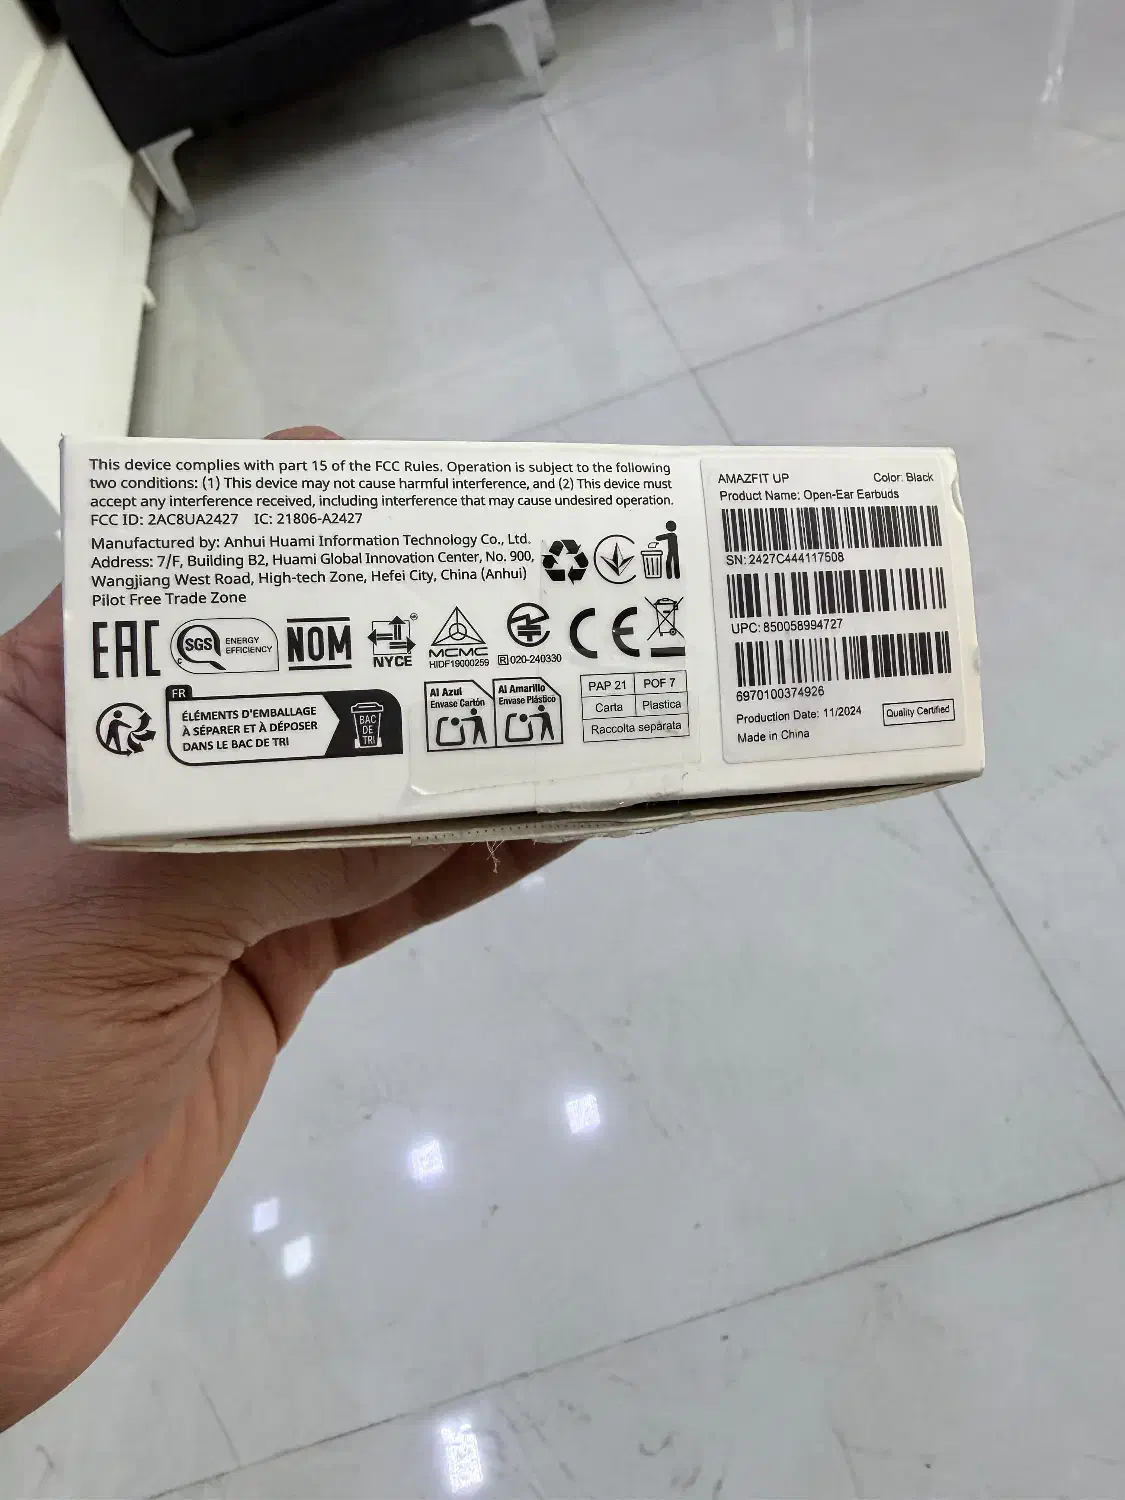 This device complies with part 15 of the FCC Rules. Operation is subject to the following
two conditions: (1) This device may not cause harmful interference, and (2) This device must
accept any interference received, including interference that may cause undesired operation.
FCC ID: 2AC8UA2427 IC: 21806-A2427
Manufactured by: Anhui Huami Information Technology Co., Ltd.
Address: 7/F, Building B2, Huami Global Innovation Center, No. 900,
Wangjiang West Road, High-tech Zone, Hefei City, China (Anhui)
Pilot Free Trade Zone
EAC
SGS
C
ENERGY
EFFICIENCY
NOM
NYCE
MCMC
HIDF19000259
R 020-240330
CE
FR
ÉLÉMENTS D'EMBALLAGE
À SÉPARER ET À DÉPOSER
DANS LE BAC DE TRI
BAC
DE
TRI
Al Azul
Envase Cartón
Al Amarillo
Envase Plástico
PAP 21 POF 7
Carta Plastica
Raccolta separata
AMAZFIT UP Color: Black
Product Name: Open-Ear Earbuds
SN: 2427C444117508
UPC: 850058994727
6970100374926
Production Date: 11/2024 Quality Certified
Made in China